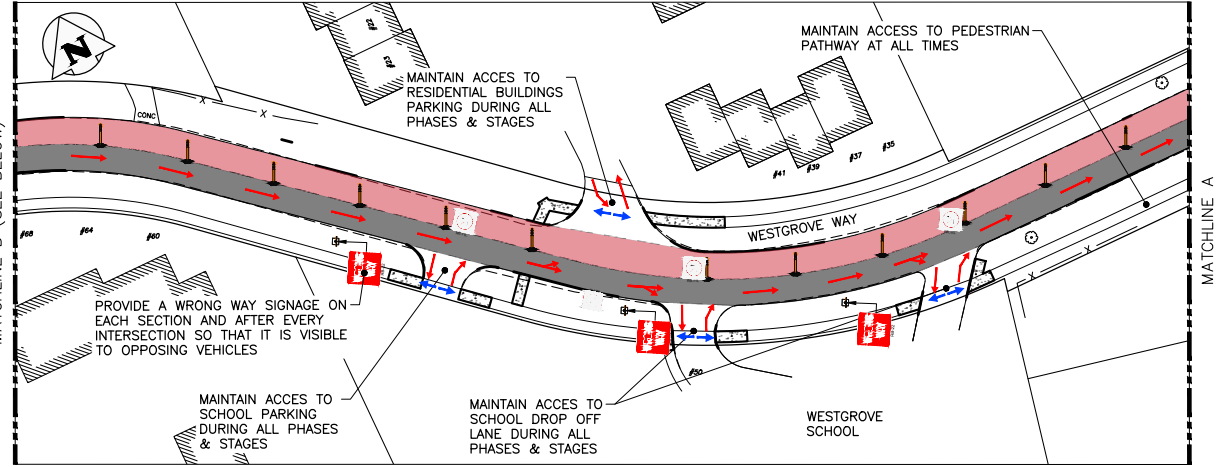 #22
#23
N
MAINTAIN ACCES TO
RESIDENTIAL BUILDINGS
PARKING DURING ALL
PHASES & STAGES
MAINTAIN ACCESS TO PEDESTRIAN
PATHWAY AT ALL TIMES
CONC
X
X
#41
#39
#37
#35
WESTGROVE WAY
MATCHLINE A
#68
#64
#60
X
X
PROVIDE A WRONG WAY SIGNAGE ON
EACH SECTION AND AFTER EVERY
INTERSECTION SO THAT IT IS VISIBLE
TO OPPOSING VEHICLES
#50
MAINTAIN ACCES TO
SCHOOL PARKING
DURING ALL PHASES
& STAGES
MAINTAIN ACCES TO
SCHOOL DROP OFF
LANE DURING ALL
PHASES & STAGES
WESTGROVE
SCHOOL